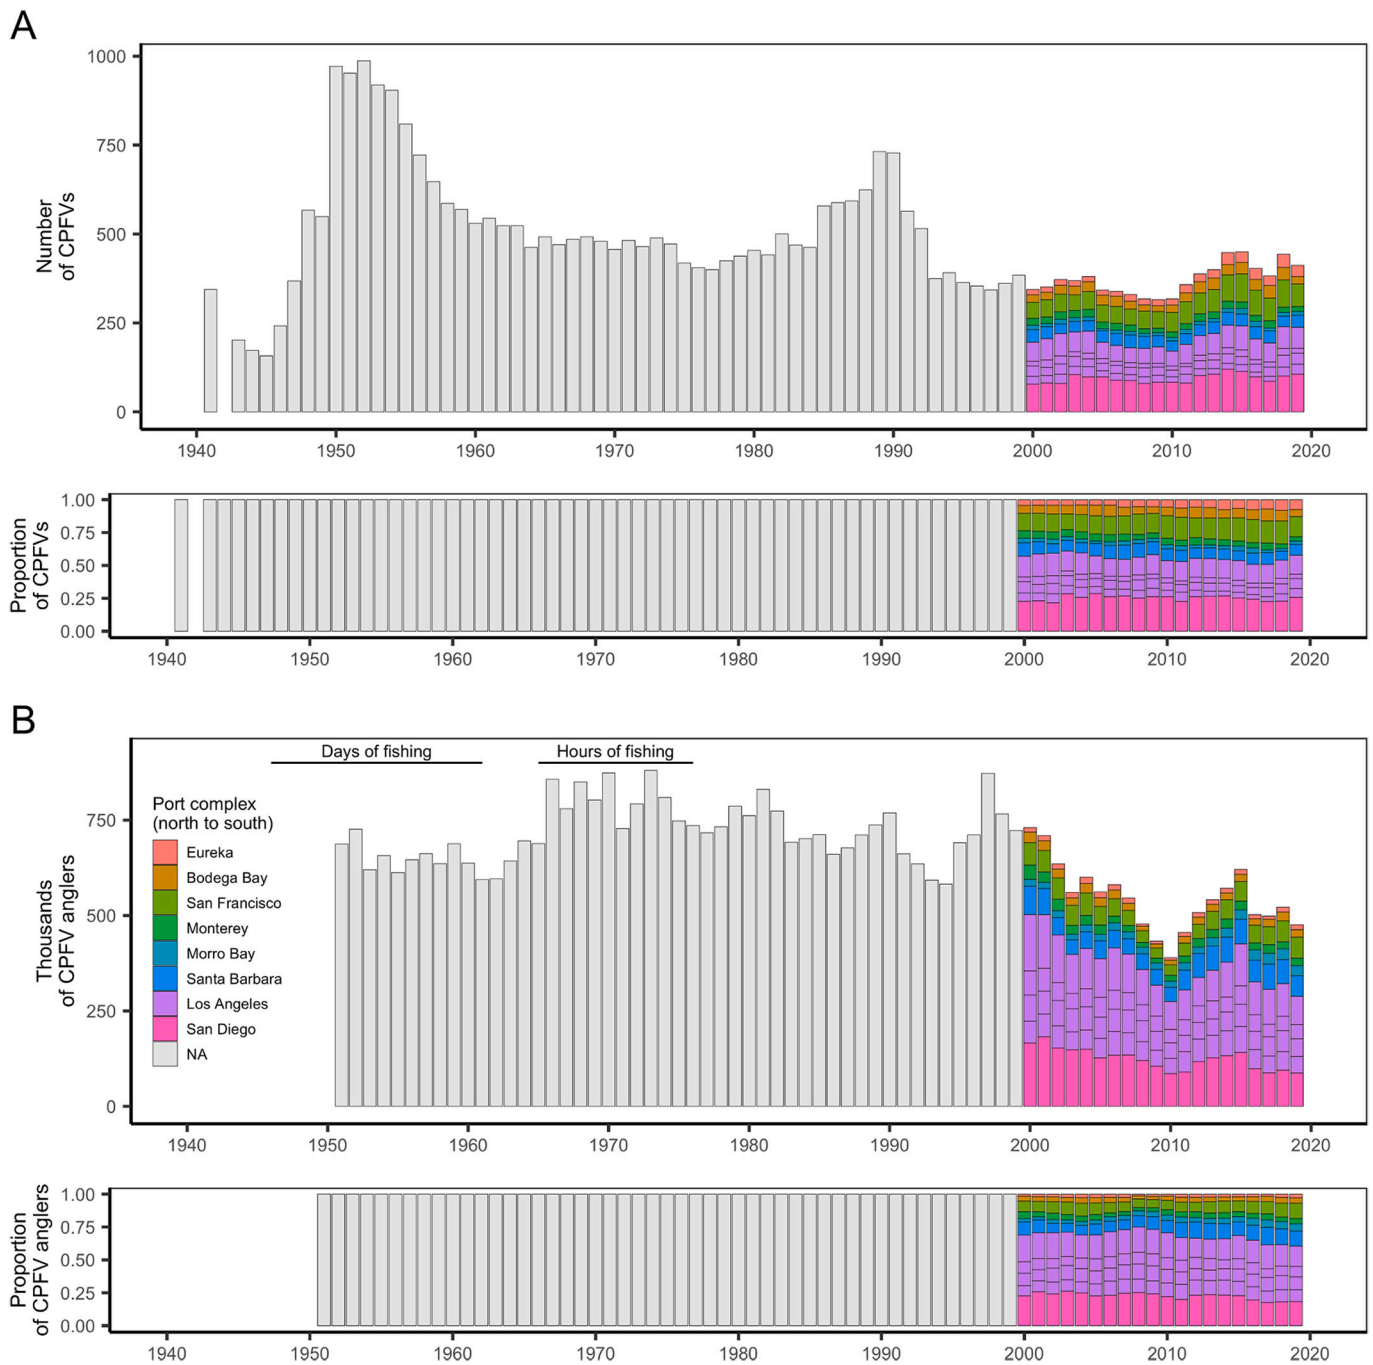 A
1000
750
500
250
0
Number
of CPFVs
1940 1950 1960 1970 1980 1990 2000 2010 2020
1.00
0.75
0.50
0.25
0.00
Proportion
of CPFVs
1940 1950 1960 1970 1980 1990 2000 2010 2020
B
Days of fishing Hours of fishing
750
500
250
0
Thousands
of CPFV anglers
Port complex
(north to south)
Eureka
Bodega Bay
San Francisco
Monterey
Morro Bay
Santa Barbara
Los Angeles
San Diego
NA
1940 1950 1960 1970 1980 1990 2000 2010 2020
1.00
0.75
0.50
0.25
0.00
Proportion
of CPFV anglers
1940 1950 1960 1970 1980 1990 2000 2010 2020